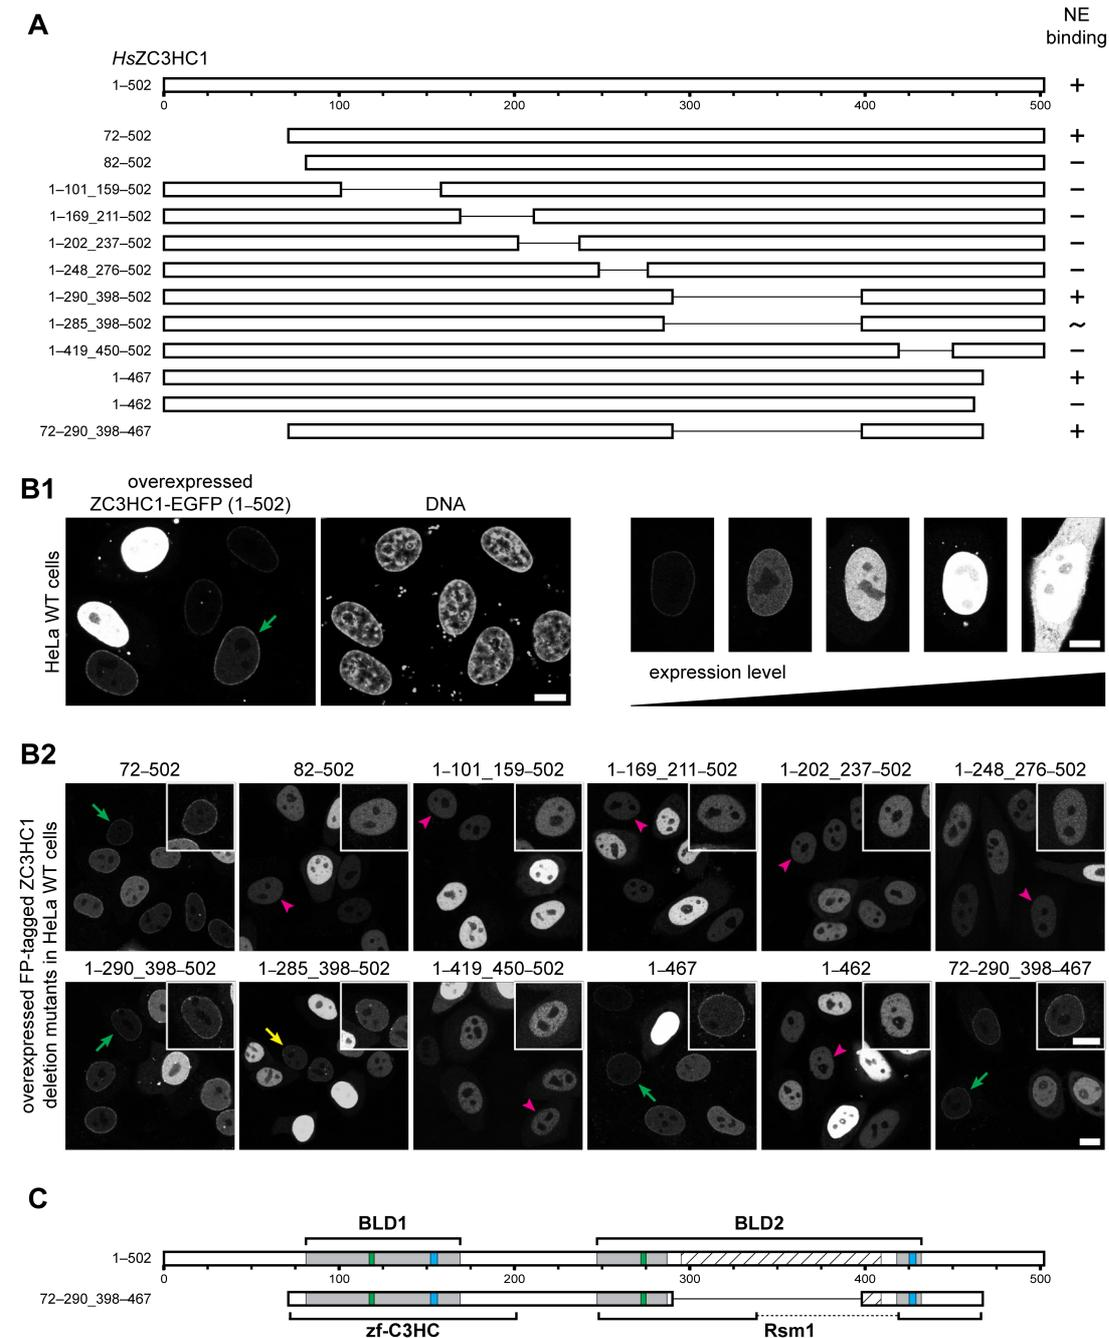 A
NE
binding
HsZC3HC1
1–502
+
0 100 200 300 400 500
72–502
+
82–502
–
1–101_159–502
–
1–169_211–502
–
1–202_237–502
–
1–248_276–502
–
1–290_398–502
+
1–285_398–502
~
1–419_450–502
–
1–467
+
1–462
–
72–290_398–467
+
B1
overexpressed
ZC3HC1-EGFP (1–502)
DNA
HeLa WT cells
expression level
B2
overexpressed FP-tagged ZC3HC1
deletion mutants in HeLa WT cells
72–502
82–502
1–101_159–502
1–169_211–502
1–202_237–502
1–248_276–502
1–290_398–502
1–285_398–502
1–419_450–502
1–467
1–462
72–290_398–467
C
BLD1
BLD2
1–502
0 100 200 300 400 500
72–290_398–467
zf-C3HC
Rsm1